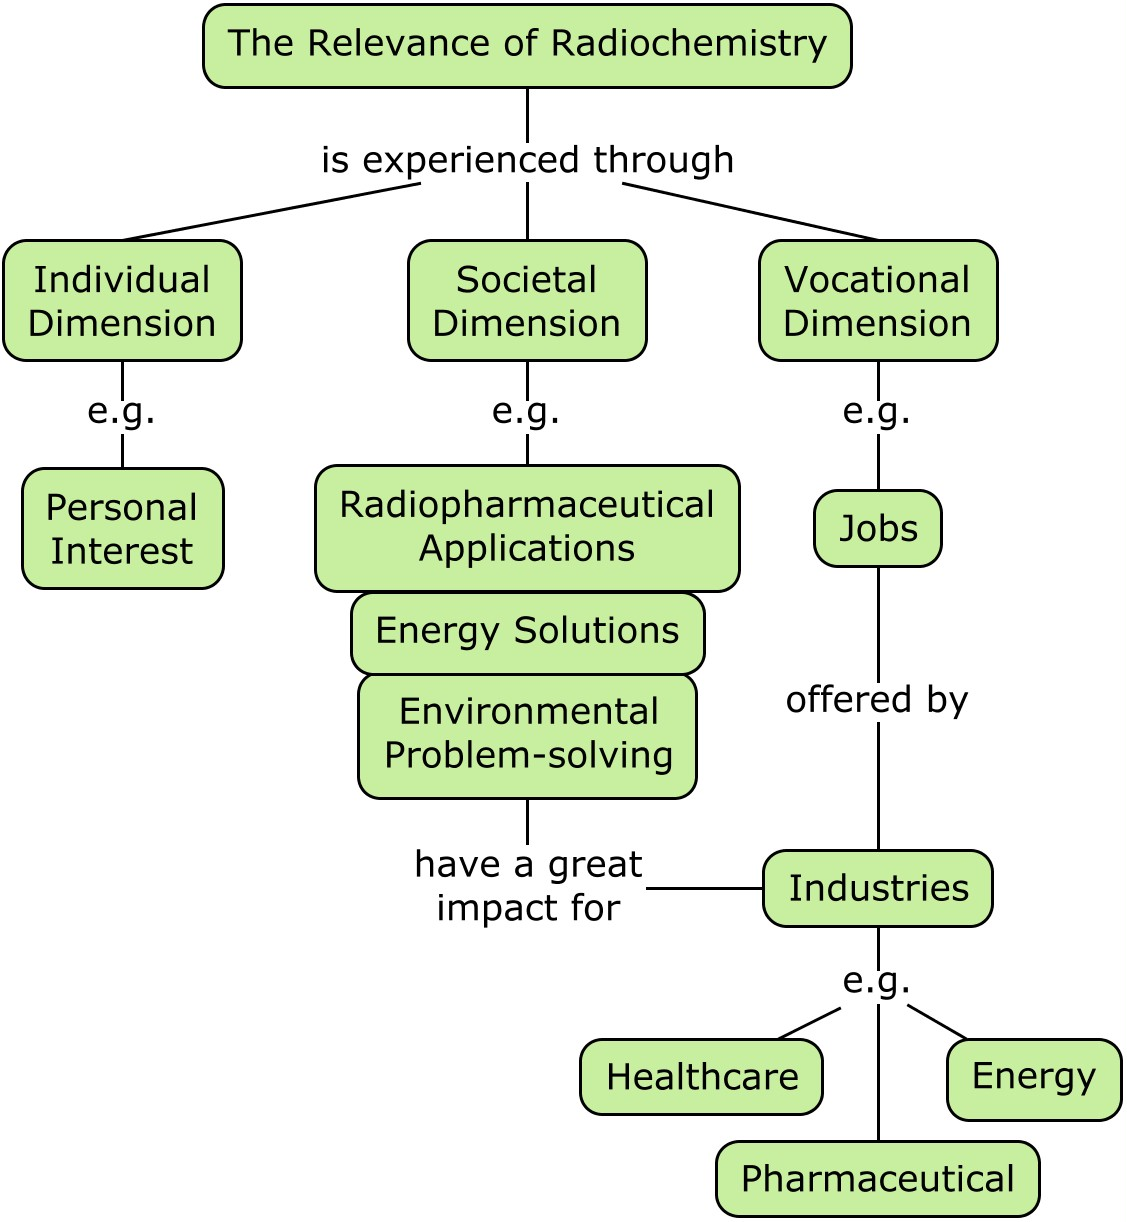 The Relevance of Radiochemistry
is experienced through
Individual
Dimension
Societal
Dimension
Vocational
Dimension
e.g.
e.g.
e.g.
Personal
Interest
Radiopharmaceutical
Applications
Jobs
Energy Solutions
Environmental
Problem-solving
offered by
have a great
impact for
Industries
e.g.
Healthcare
Energy
Pharmaceutical